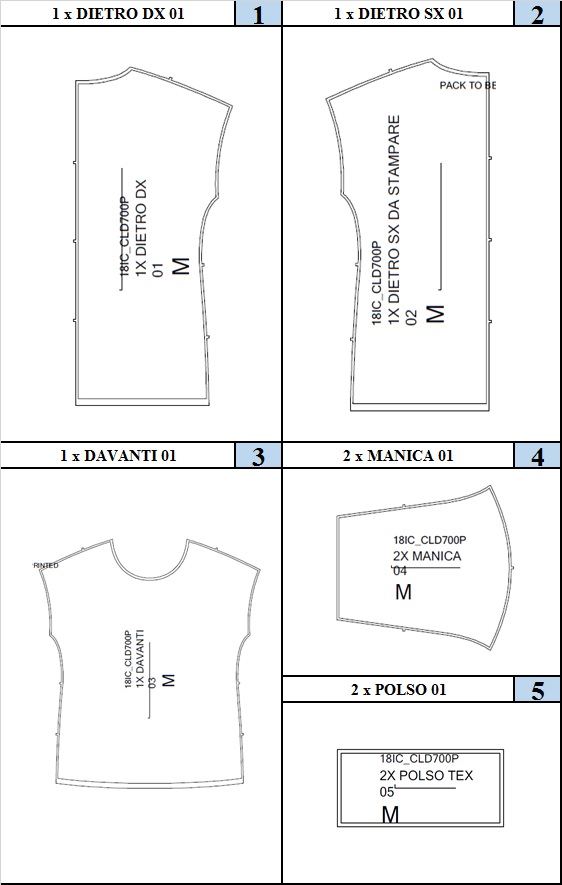 1 x DIETRO DX 01
1
1 x DIETRO SX 01
2
18IC_CLD700P
1X DIETRO DX
01
M
PACK TO BE
18IC_CLD700P
1X DIETRO SX DA STAMPARE
02
M
1 x DAVANTI 01
3
2 x MANICA 01
4
RINTED
18IC_CLD700P
1X DAVANTI
03
M
18IC_CLD700P
2X MANICA
04
M
2 x POLSO 01
5
18IC_CLD700P
2X POLSO TEX
05
M